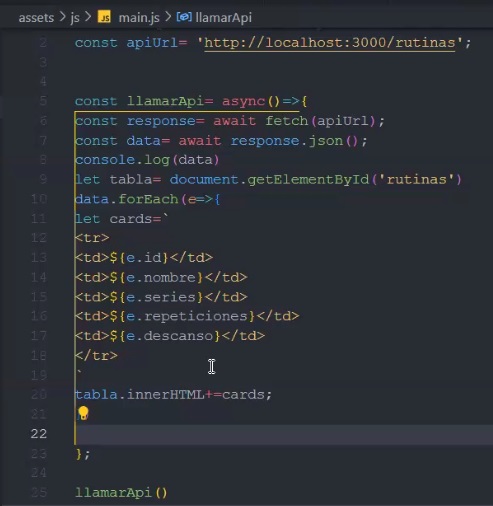 assets > js > JS main.js > llamarApi
2 const apiUrl= 'http://localhost:3000/rutinas';
3
4
5 const llamarApi= async()=>{
6 const response= await fetch(apiUrl);
7 const data= await response.json();
8 console.log(data)
9 let tabla= document.getElementById('rutinas')
10 data.forEach(e=>{
11 let cards=`
12 <tr>
13 <td>${e.id}</td>
14 <td>${e.nombre}</td>
15 <td>${e.series}</td>
16 <td>${e.repeticiones}</td>
17 <td>${e.descanso}</td>
18 </tr>
19 `
20 tabla.innerHTML+=cards;
21
22
23 };
24
25 llamarApi()